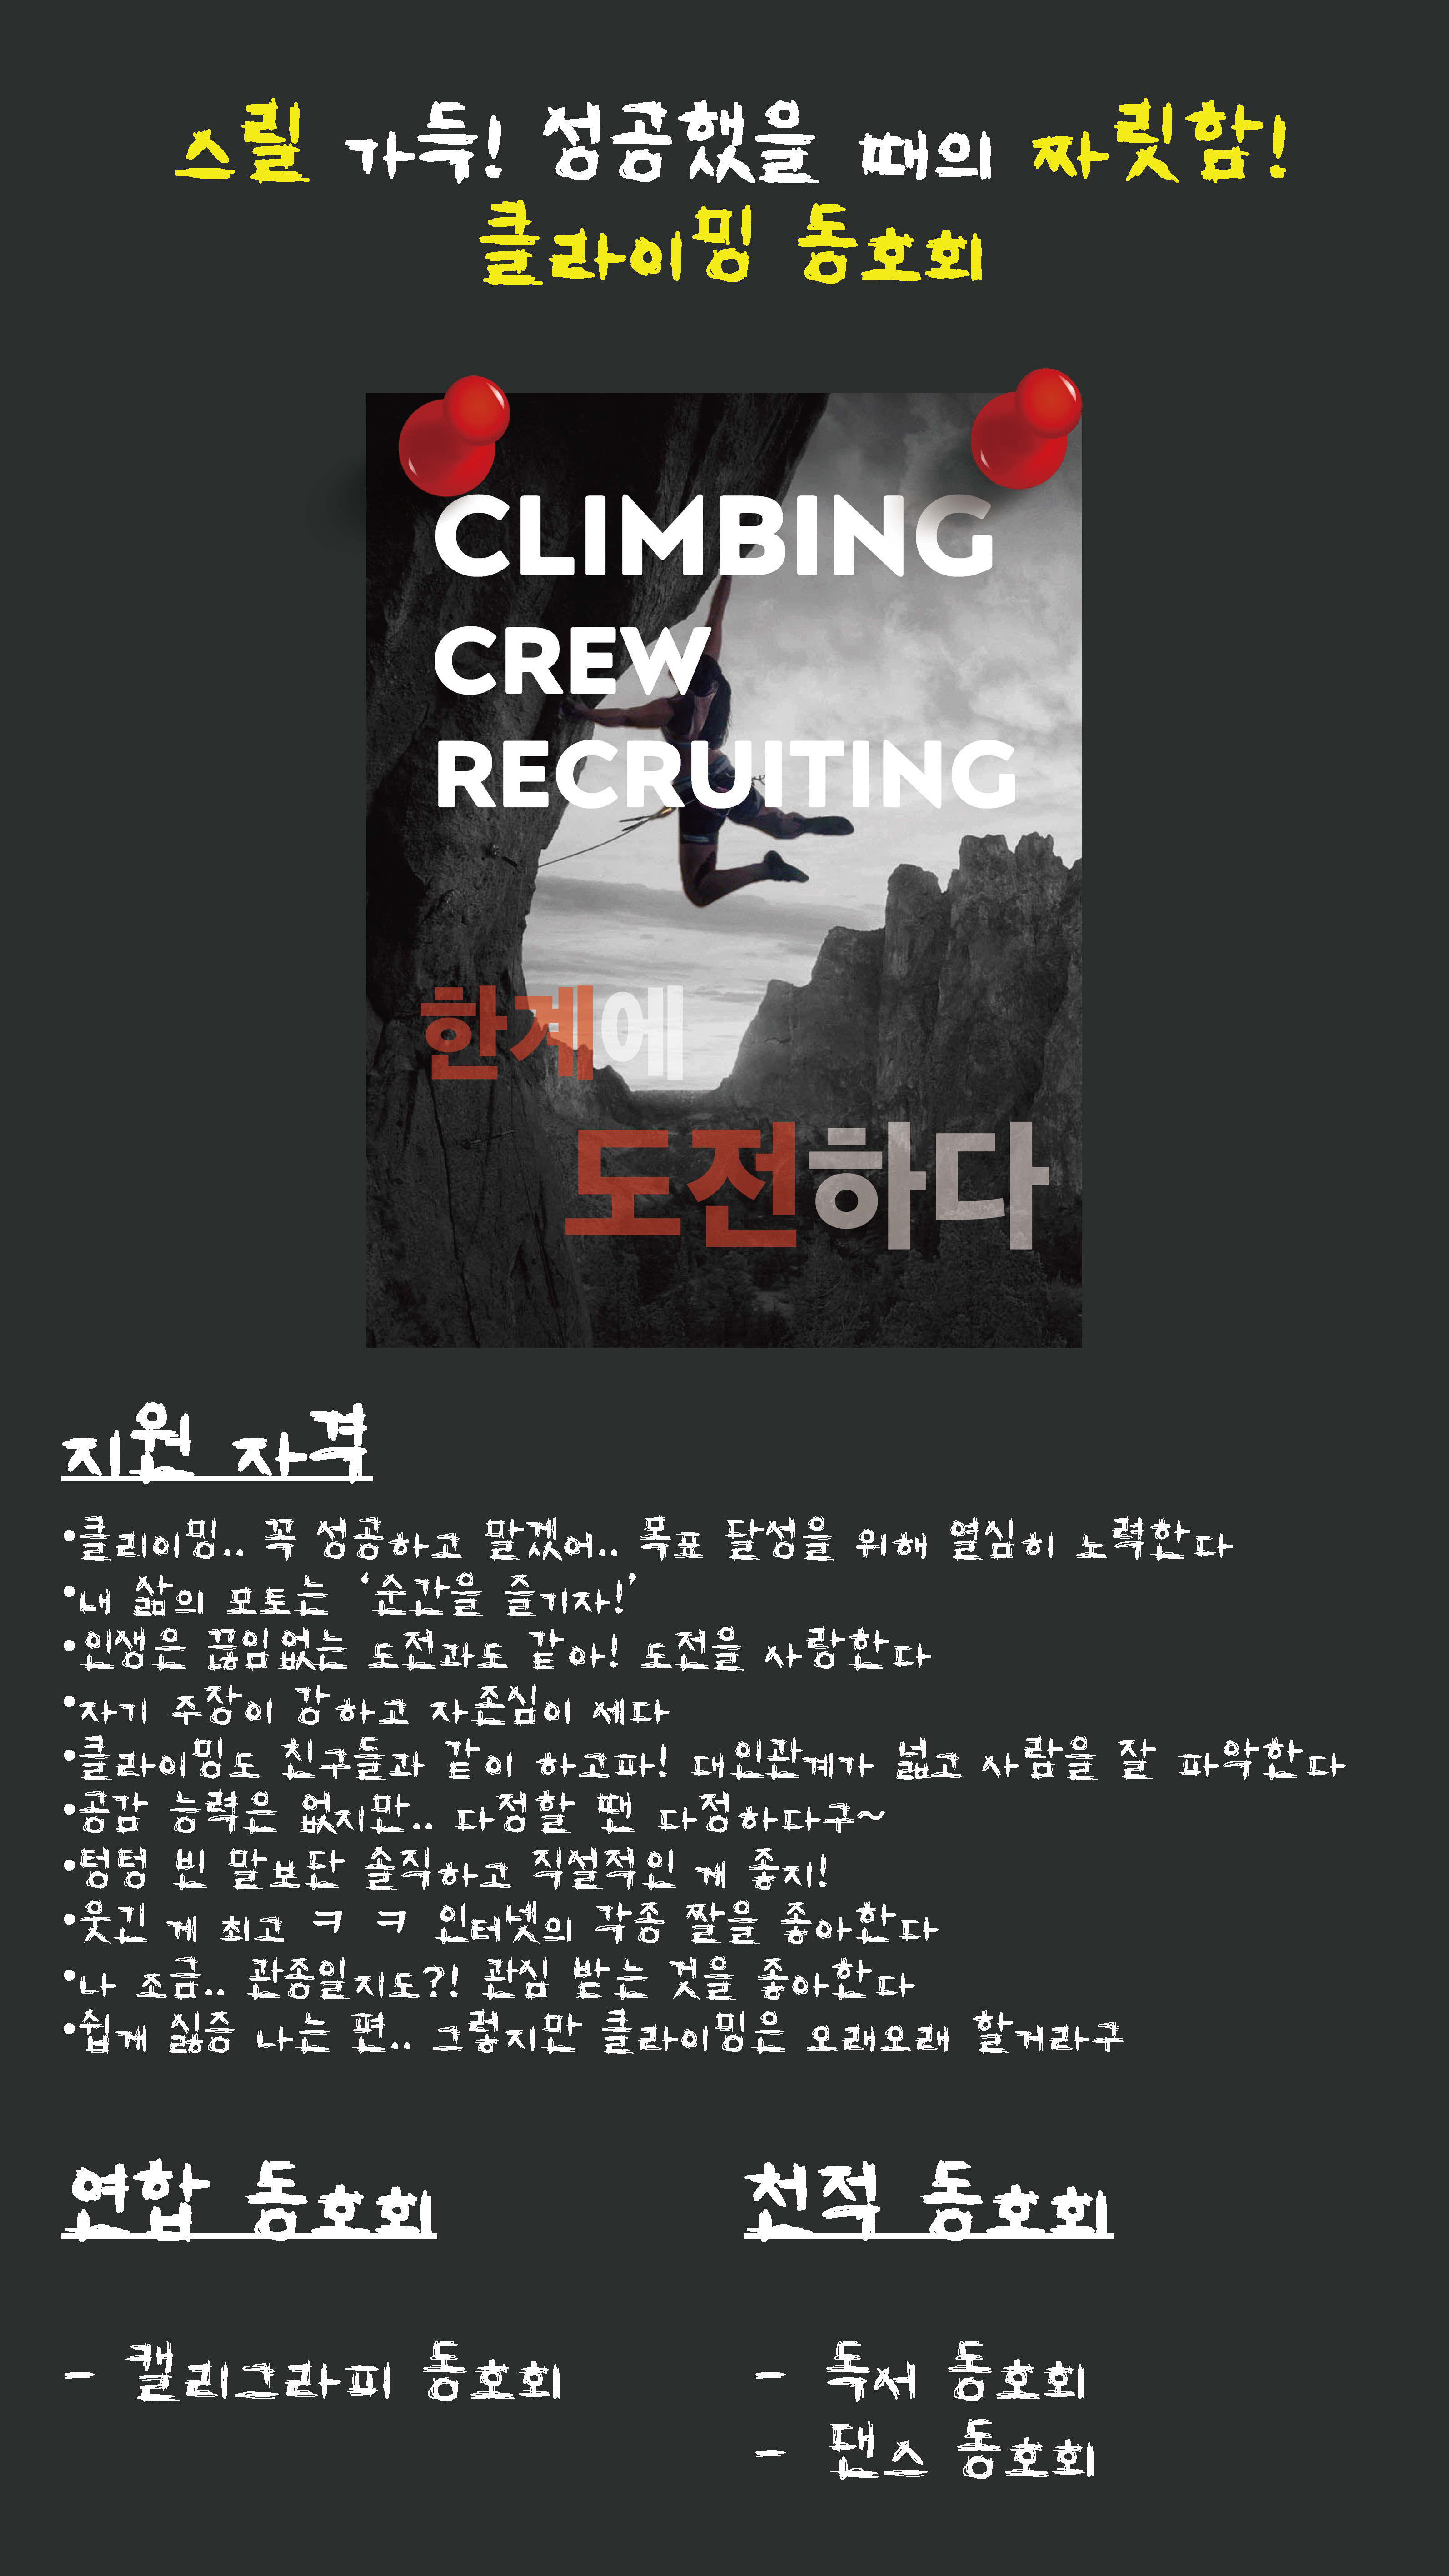 스릴 가득! 성공했을 때의 짜릿함!
클라이밍 동호회
CLIMBING
CREW
RECRUITING
한계에
도전하다
지원 자격
•클리이밍.. 꼭 성공하고 말겠어.. 목표 달성을 위해 열심히 노력한다
•내 삶의 모토는 ‘순간을 즐기자!’
•인생은 끊임없는 도전과도 같아! 도전을 사랑한다
•자기 주장이 강하고 자존심이 세다
•클라이밍도 친구들과 같이 하고파! 대인관계가 넓고 사람을 잘 파악한다
•공감 능력은 없지만.. 다정할 땐 다정하다구~
•텅텅 빈 말보단 솔직하고 직설적인 게 좋지!
•웃긴 게 최고 ㅋ ㅋ 인터넷의 각종 짤을 좋아한다
•나 조금.. 관종일지도?! 관심 받는 것을 좋아한다
•쉽게 싫증 나는 편.. 그렇지만 클라이밍은 오래오래 할거라구
연합 동호회 천적 동호회
- 캘리그라피 동호회 - 독서 동호회
- 댄스 동호회